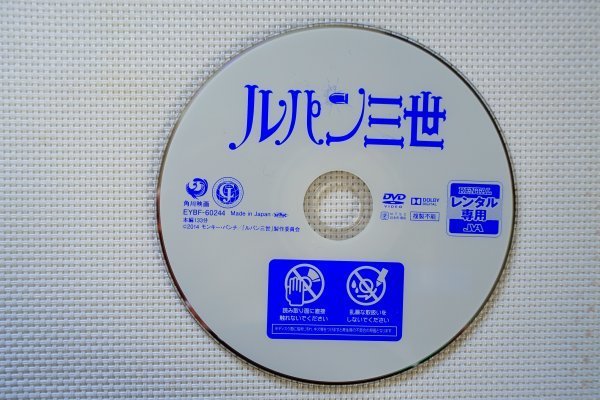 ルパン三世
角川映画
EYBF-60244 Made in Japan
本編133分
©2014 モンキー・パンチ 「ルパン三世」製作委員会
DVD
VIDEO
DOLBY
DIGITAL
複製不能
RENTAL
レンタル
専用
JVA
読み取り面に直接
触れないでください
乱暴な取扱いを
しないでください